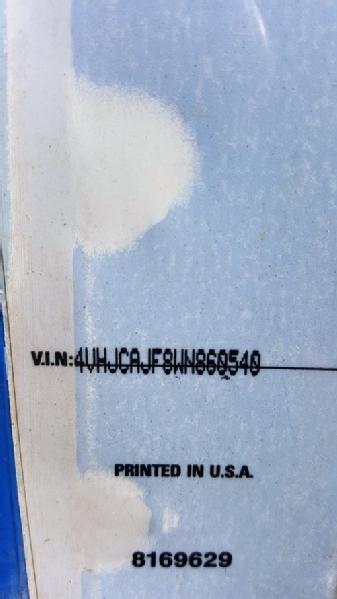 V.I.N:4VHJCAJF8WN860540
PRINTED IN U.S.A.
8169629